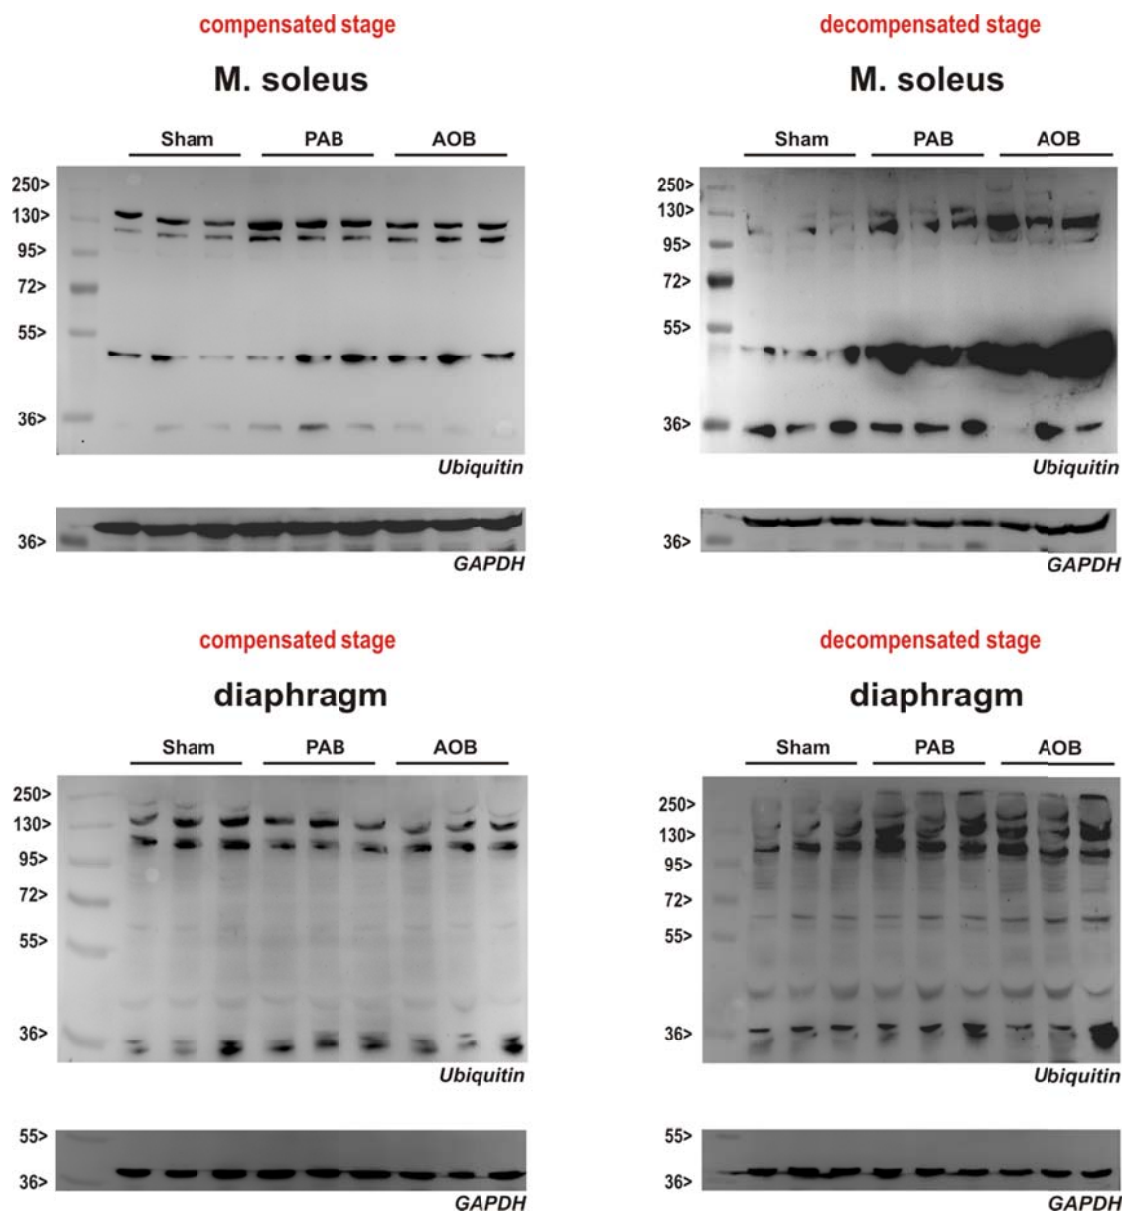 compensated stage
M. soleus
Sham PAB AOB
250>
130>
95>
72>
55>
36>
Ubiquitin
36>
GAPDH
decompensated stage
M. soleus
Sham PAB AOB
250>
130>
95>
72>
55>
36>
Ubiquitin
36>
GAPDH
compensated stage
diaphragm
Sham PAB AOB
250>
130>
95>
72>
55>
36>
Ubiquitin
55>
36>
GAPDH
decompensated stage
diaphragm
Sham PAB AOB
250>
130>
95>
72>
55>
36>
Ubiquitin
55>
36>
GAPDH